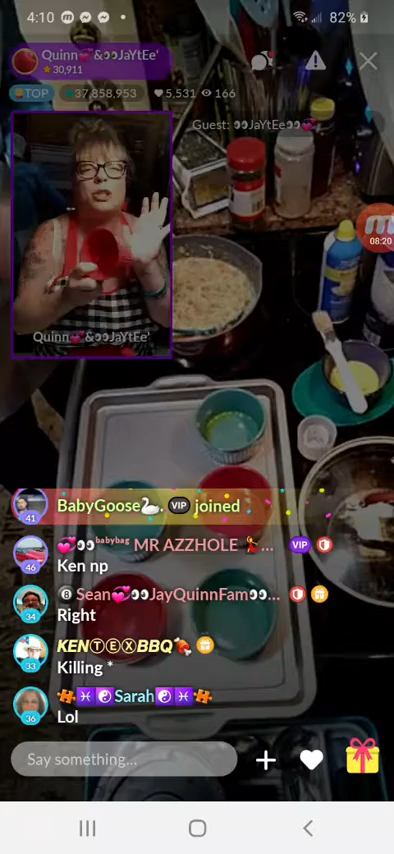 4:10
82%
Quinn💞&👀JaYtEe'
★30,911
TOP
37,858,953
5,531
166
Guest: 👀JaYtEe👀💞
08:20
Quinn💞&👀JaYtEe'
41
BabyGoose🦢. VIP joined
💞👀ᵇᵃᵇʸᵇᵃᵍ MR AZZHOLE 💃... VIP
46
Ken np
⑧Sean💞👀JayQuinnFam👀...
34
Right
KENⓉⒺⓍBBQ🍖
33
Killing *
🧩♓☯️Sarah☯️♓🧩
36
Lol
Say something...